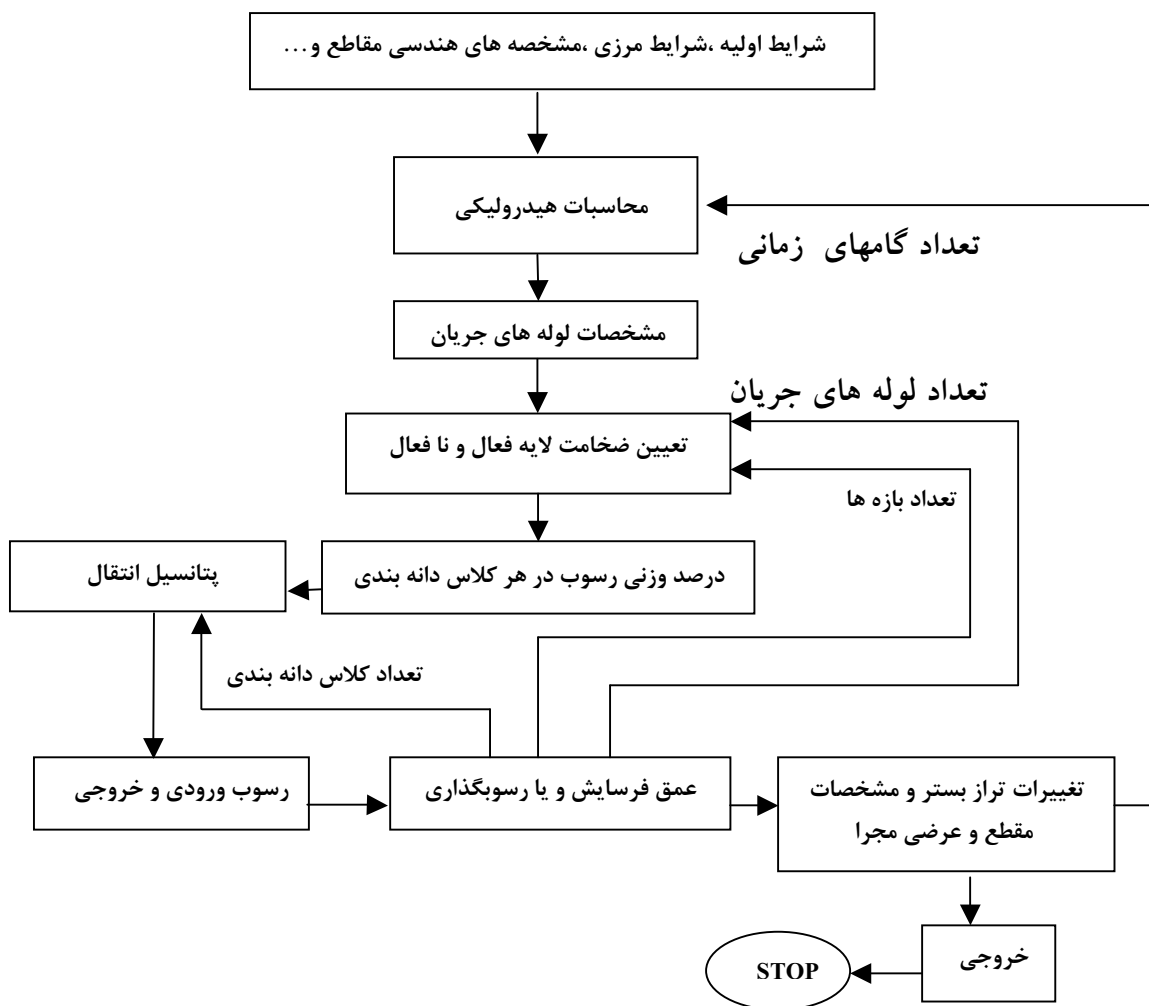 شرایط اولیه ،شرایط مرزی ،مشخصه های هندسی مقاطع و...
محاسبات هیدرولیکی
تعداد گامهای زمانی
مشخصات لوله های جریان
تعداد لوله های جریان
تعیین ضخامت لایه فعال و نا فعال
تعداد بازه ها
درصد وزنی رسوب در هر کلاس دانه بندی
پتانسیل انتقال
تعداد کلاس دانه بندی
رسوب ورودی و خروجی
عمق فرسایش و یا رسوبگذاری
تغییرات تراز بستر و مشخصات
مقطع و عرضی مجرا
خروجی
STOP